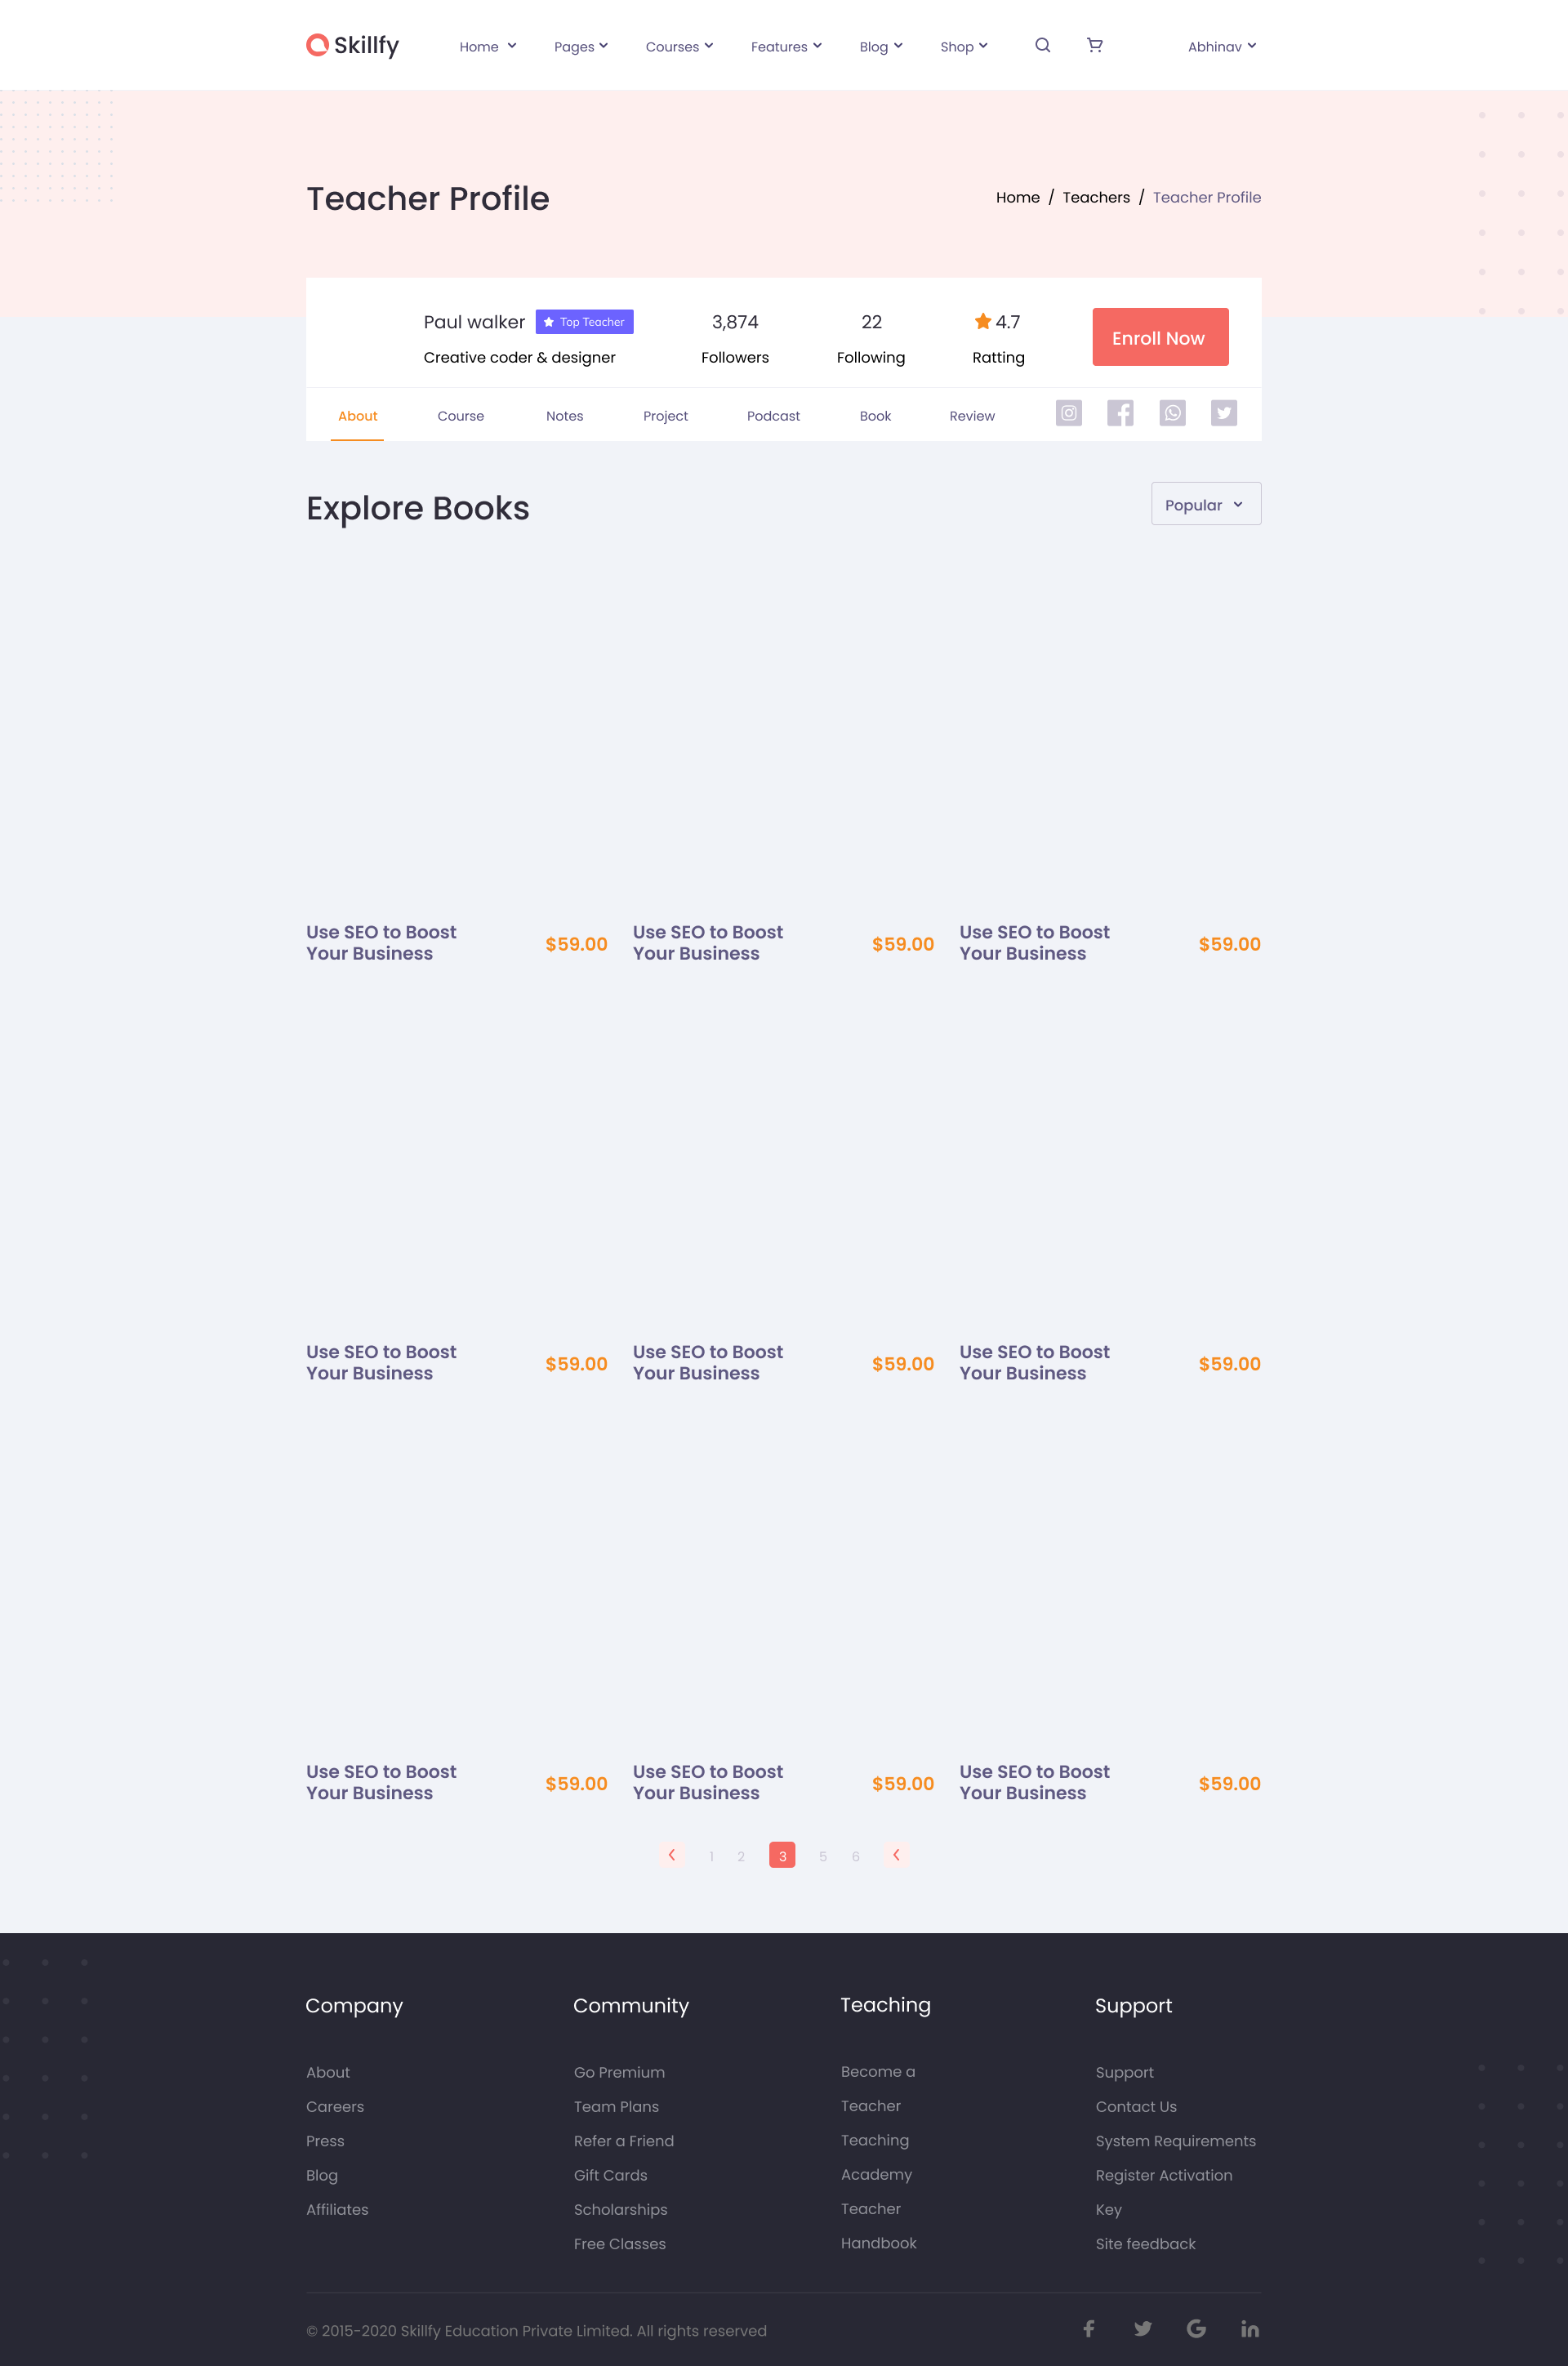 Skillfy
Home
Pages
Courses
Features
Blog
Shop
Abhinav
Teacher Profile
Home / Teachers / Teacher Profile
Paul walker
Top Teacher
Creative coder & designer
3,874
Followers
22
Following
4.7
Ratting
Enroll Now
About
Course
Notes
Project
Podcast
Book
Review
Explore Books
Popular
Use SEO to Boost
Your Business
$59.00
Use SEO to Boost
Your Business
$59.00
Use SEO to Boost
Your Business
$59.00
Use SEO to Boost
Your Business
$59.00
Use SEO to Boost
Your Business
$59.00
Use SEO to Boost
Your Business
$59.00
Use SEO to Boost
Your Business
$59.00
Use SEO to Boost
Your Business
$59.00
Use SEO to Boost
Your Business
$59.00
1 2 3 5 6
Company
About
Careers
Press
Blog
Affiliates
Community
Go Premium
Team Plans
Refer a Friend
Gift Cards
Scholarships
Free Classes
Teaching
Become a
Teacher
Teaching
Academy
Teacher
Handbook
Support
Support
Contact Us
System Requirements
Register Activation
Key
Site feedback
© 2015-2020 Skillfy Education Private Limited. All rights reserved